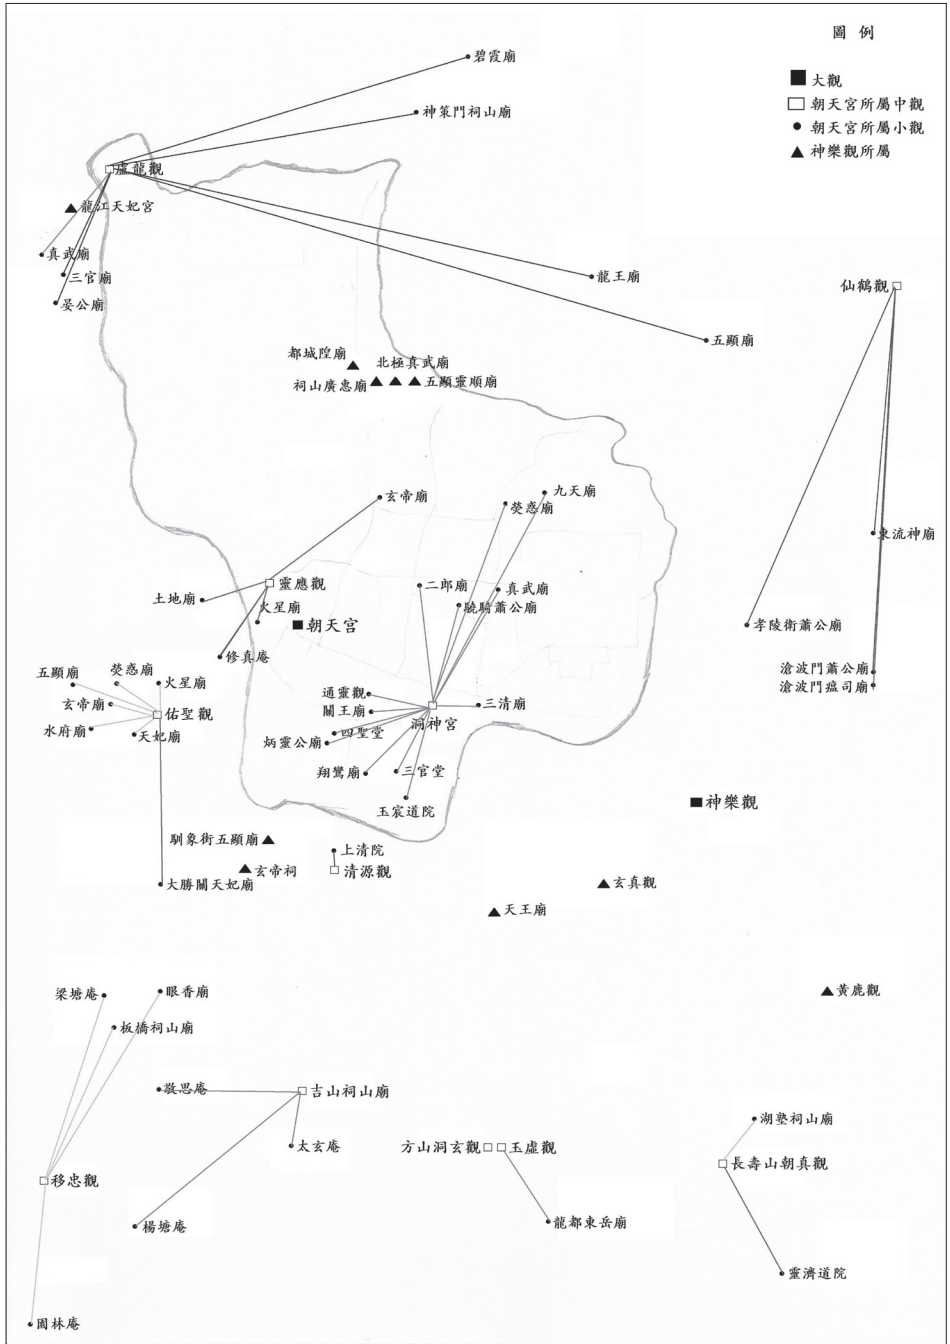 圖例
大觀
朝天宮所屬中觀
朝天宮所屬小觀
神樂觀所屬
碧霞廟
神策門祠山廟
盧龍觀
龍江天妃宮
真武廟
三官廟
晏公廟
龍王廟
仙鶴觀
五顯廟
都城隍廟
北極真武廟
祠山廣惠廟
五顯靈順廟
玄帝廟
九天廟
熒惑廟
東流神廟
靈應觀
二郎廟
真武廟
土地廟
火星廟
驍騎蕭公廟
朝天宮
孝陵衛蕭公廟
修真庵
五顯廟
熒惑廟
火星廟
滄波門蕭公廟
滄波門瘟司廟
玄帝廟
佑聖觀
通靈觀
關王廟
三清廟
洞神宮
水府廟
天妃廟
四聖堂
炳靈公廟
翔鸞廟
三官堂
玉宸道院
神樂觀
馴象街五顯廟
上清院
玄帝祠
清源觀
大勝關天妃廟
玄真觀
天王廟
梁塘庵
眼香廟
黃鹿觀
板橋祠山廟
敬思庵
吉山祠山廟
湖塾祠山廟
太玄庵
方山洞玄觀
玉虛觀
長壽山朝真觀
移忠觀
楊塘庵
龍都東岳廟
靈濟道院
園林庵